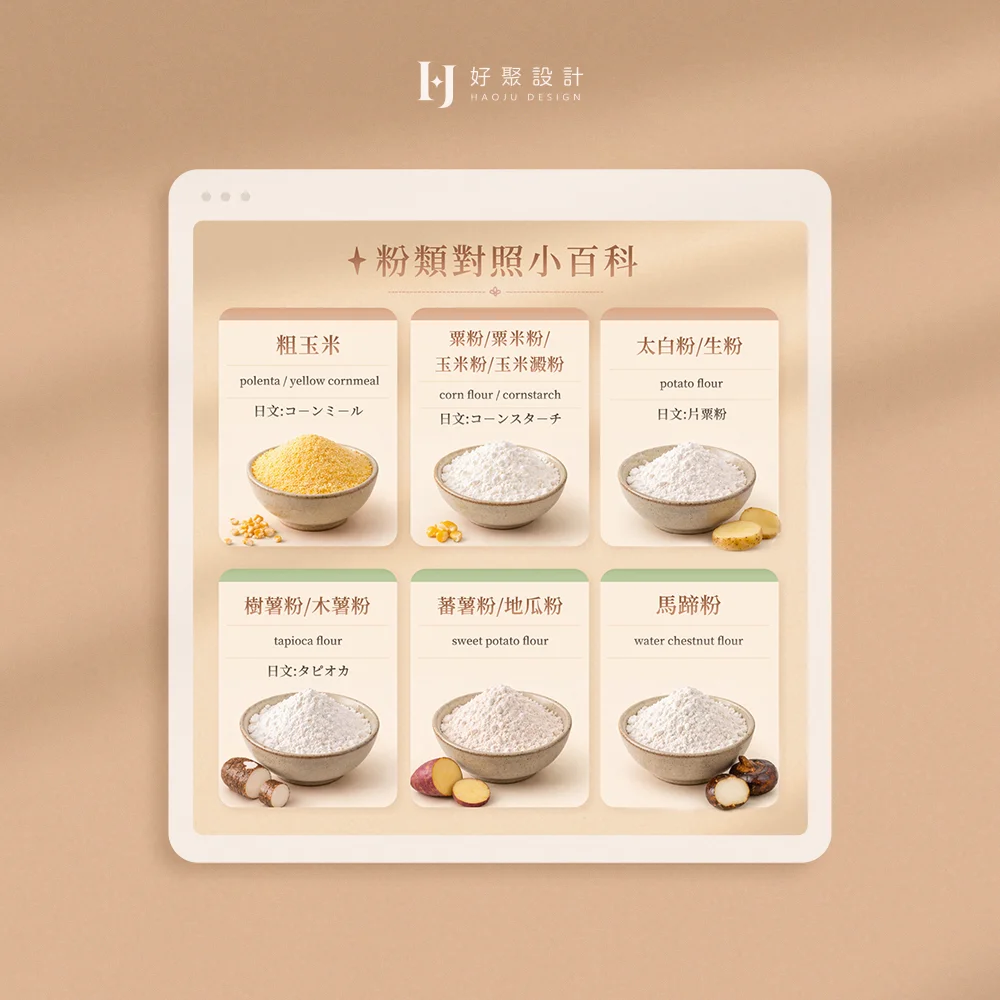 HJ 好聚設計
HAOJU DESIGN
粉類對照小百科
粗玉米
polenta / yellow cornmeal
日文:コーンミール
粟粉/粟米粉/
玉米粉/玉米澱粉
corn flour / cornstarch
日文:コーンスターチ
太白粉/生粉
potato flour
日文:片栗粉
樹薯粉/木薯粉
tapioca flour
日文:タピオカ
蕃薯粉/地瓜粉
sweet potato flour
馬蹄粉
water chestnut flour